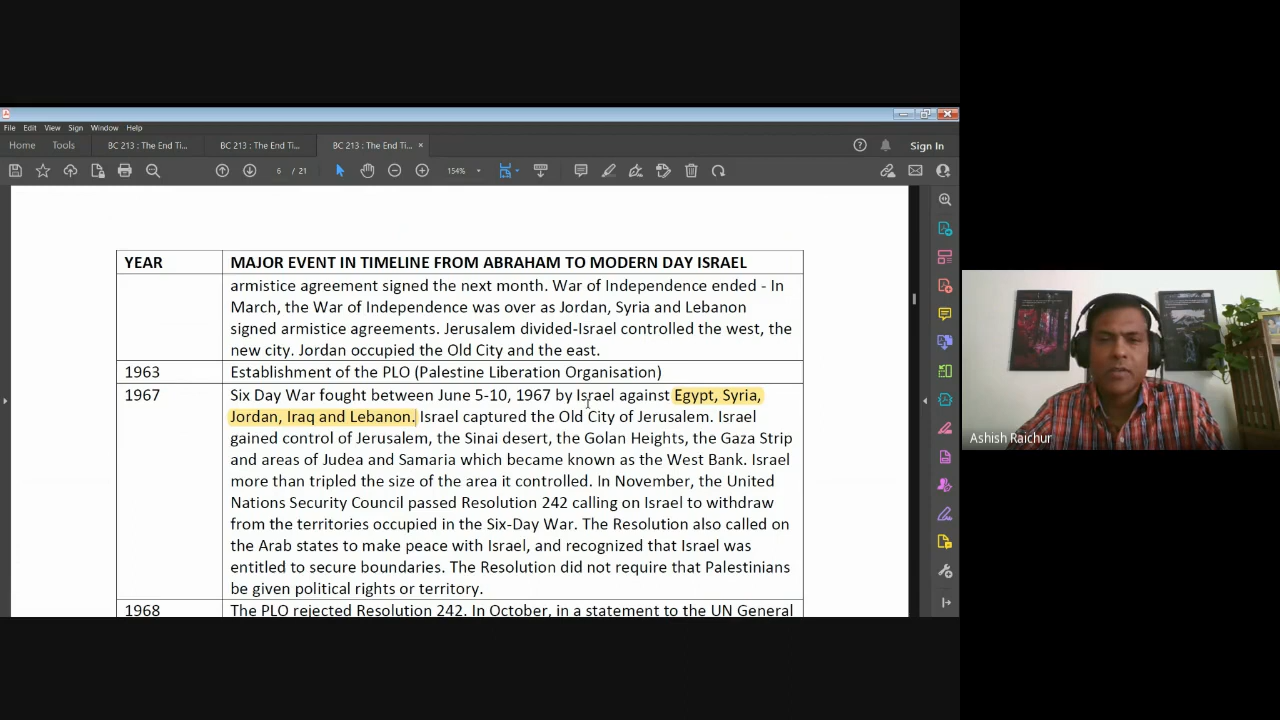 File Edit View Sign Window Help
Home Tools BC 213 : The End Ti... BC 213 : The End Ti... BC 213 : The End Ti... × Sign In
6 / 21 154%
YEAR MAJOR EVENT IN TIMELINE FROM ABRAHAM TO MODERN DAY ISRAEL
armistice agreement signed the next month. War of Independence ended - In
March, the War of Independence was over as Jordan, Syria and Lebanon
signed armistice agreements. Jerusalem divided-Israel controlled the west, the
new city. Jordan occupied the Old City and the east.
1963 Establishment of the PLO (Palestine Liberation Organisation)
1967 Six Day War fought between June 5-10, 1967 by Israel against Egypt, Syria,
Jordan, Iraq and Lebanon. Israel captured the Old City of Jerusalem. Israel
gained control of Jerusalem, the Sinai desert, the Golan Heights, the Gaza Strip
and areas of Judea and Samaria which became known as the West Bank. Israel
more than tripled the size of the area it controlled. In November, the United
Nations Security Council passed Resolution 242 calling on Israel to withdraw
from the territories occupied in the Six-Day War. The Resolution also called on
the Arab states to make peace with Israel, and recognized that Israel was
entitled to secure boundaries. The Resolution did not require that Palestinians
be given political rights or territory.
1968 The PLO rejected Resolution 242. In October, in a statement to the UN General
Ashish Raichur